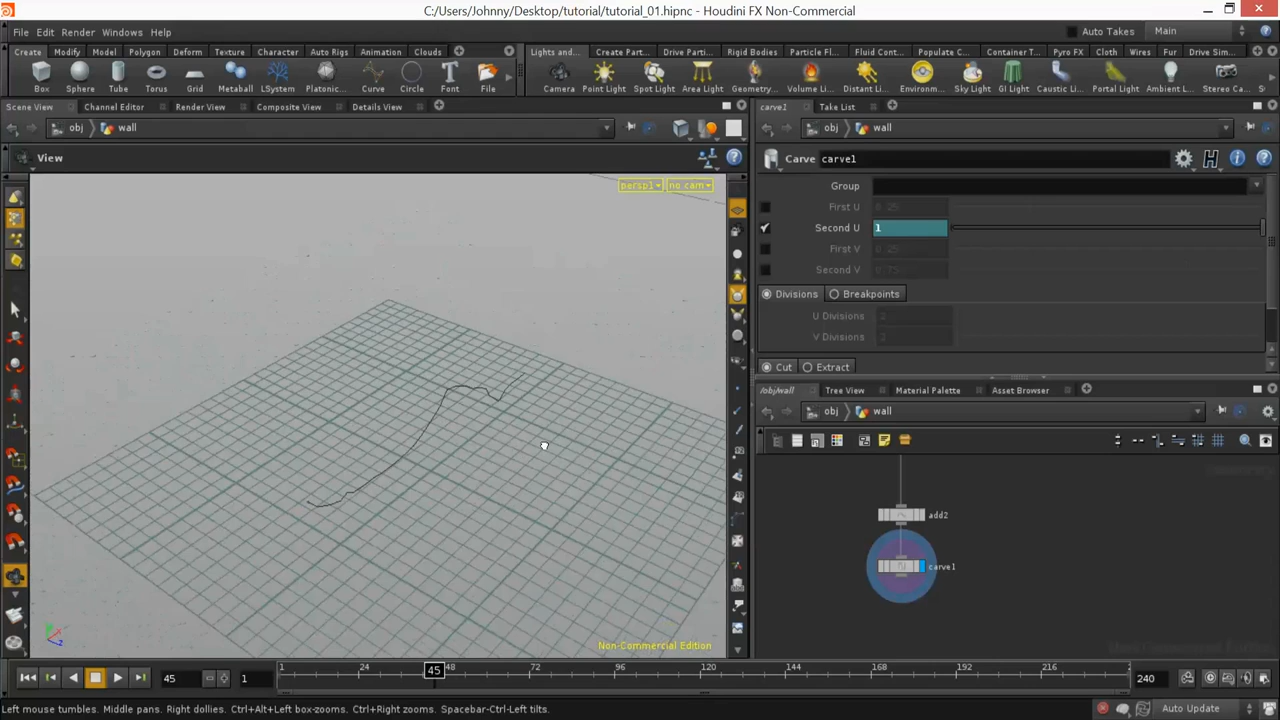 C:/Users/Johnny/Desktop/tutorial/tutorial_01.hipnc - Houdini FX Non-Commercial
File Edit Render Windows Help Auto Takes Main
Create Modify Model Polygon Deform Texture Character Auto Rigs Animation Clouds Lights and... Create Part... Drive Parti... Rigid Bodies Particle Fl... Fluid Cont... Populate C... Container T... Pyro FX Cloth Wires Fur Drive Sim...
Box Sphere Tube Torus Grid Metaball LSystem Platonic... Curve Circle Font File Camera Point Light Spot Light Area Light Geometry... Volume Li... Distant Li... Environm... Sky Light GI Light Caustic Li... Portal Light Ambient L... Stereo Ca...
Scene View Channel Editor Render View Composite View Details View carve1 Take List
obj wall obj wall
View Carve carve1
persp1 no cam
Group
First U 0.25
Second U 1
First V 0.25
Second V 0.75
Divisions Breakpoints
U Divisions 2
V Divisions 2
Cut Extract
/obj/wall Tree View Material Palette Asset Browser
obj wall
add2
carve1
Non-Commercial Edition
45 1 1 24 45 48 72 96 120 144 168 192 216 240
Left mouse tumbles. Middle pans. Right dollies. Ctrl+Alt+Left box-zooms. Ctrl+Right zooms. Spacebar-Ctrl-Left tilts. Auto Update